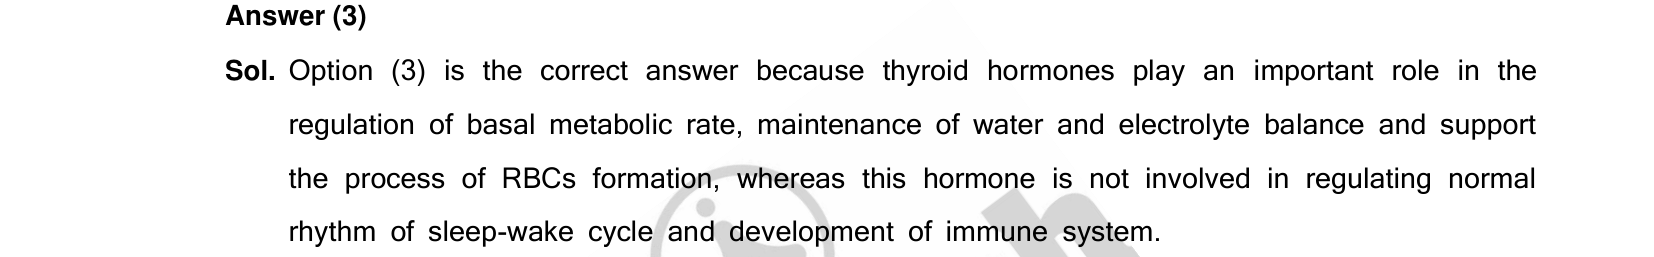 Answer (3)
Sol. Option (3) is the correct answer because thyroid hormones play an important role in the
regulation of basal metabolic rate, maintenance of water and electrolyte balance and support
the process of RBCs formation, whereas this hormone is not involved in regulating normal
rhythm of sleep-wake cycle and development of immune system.